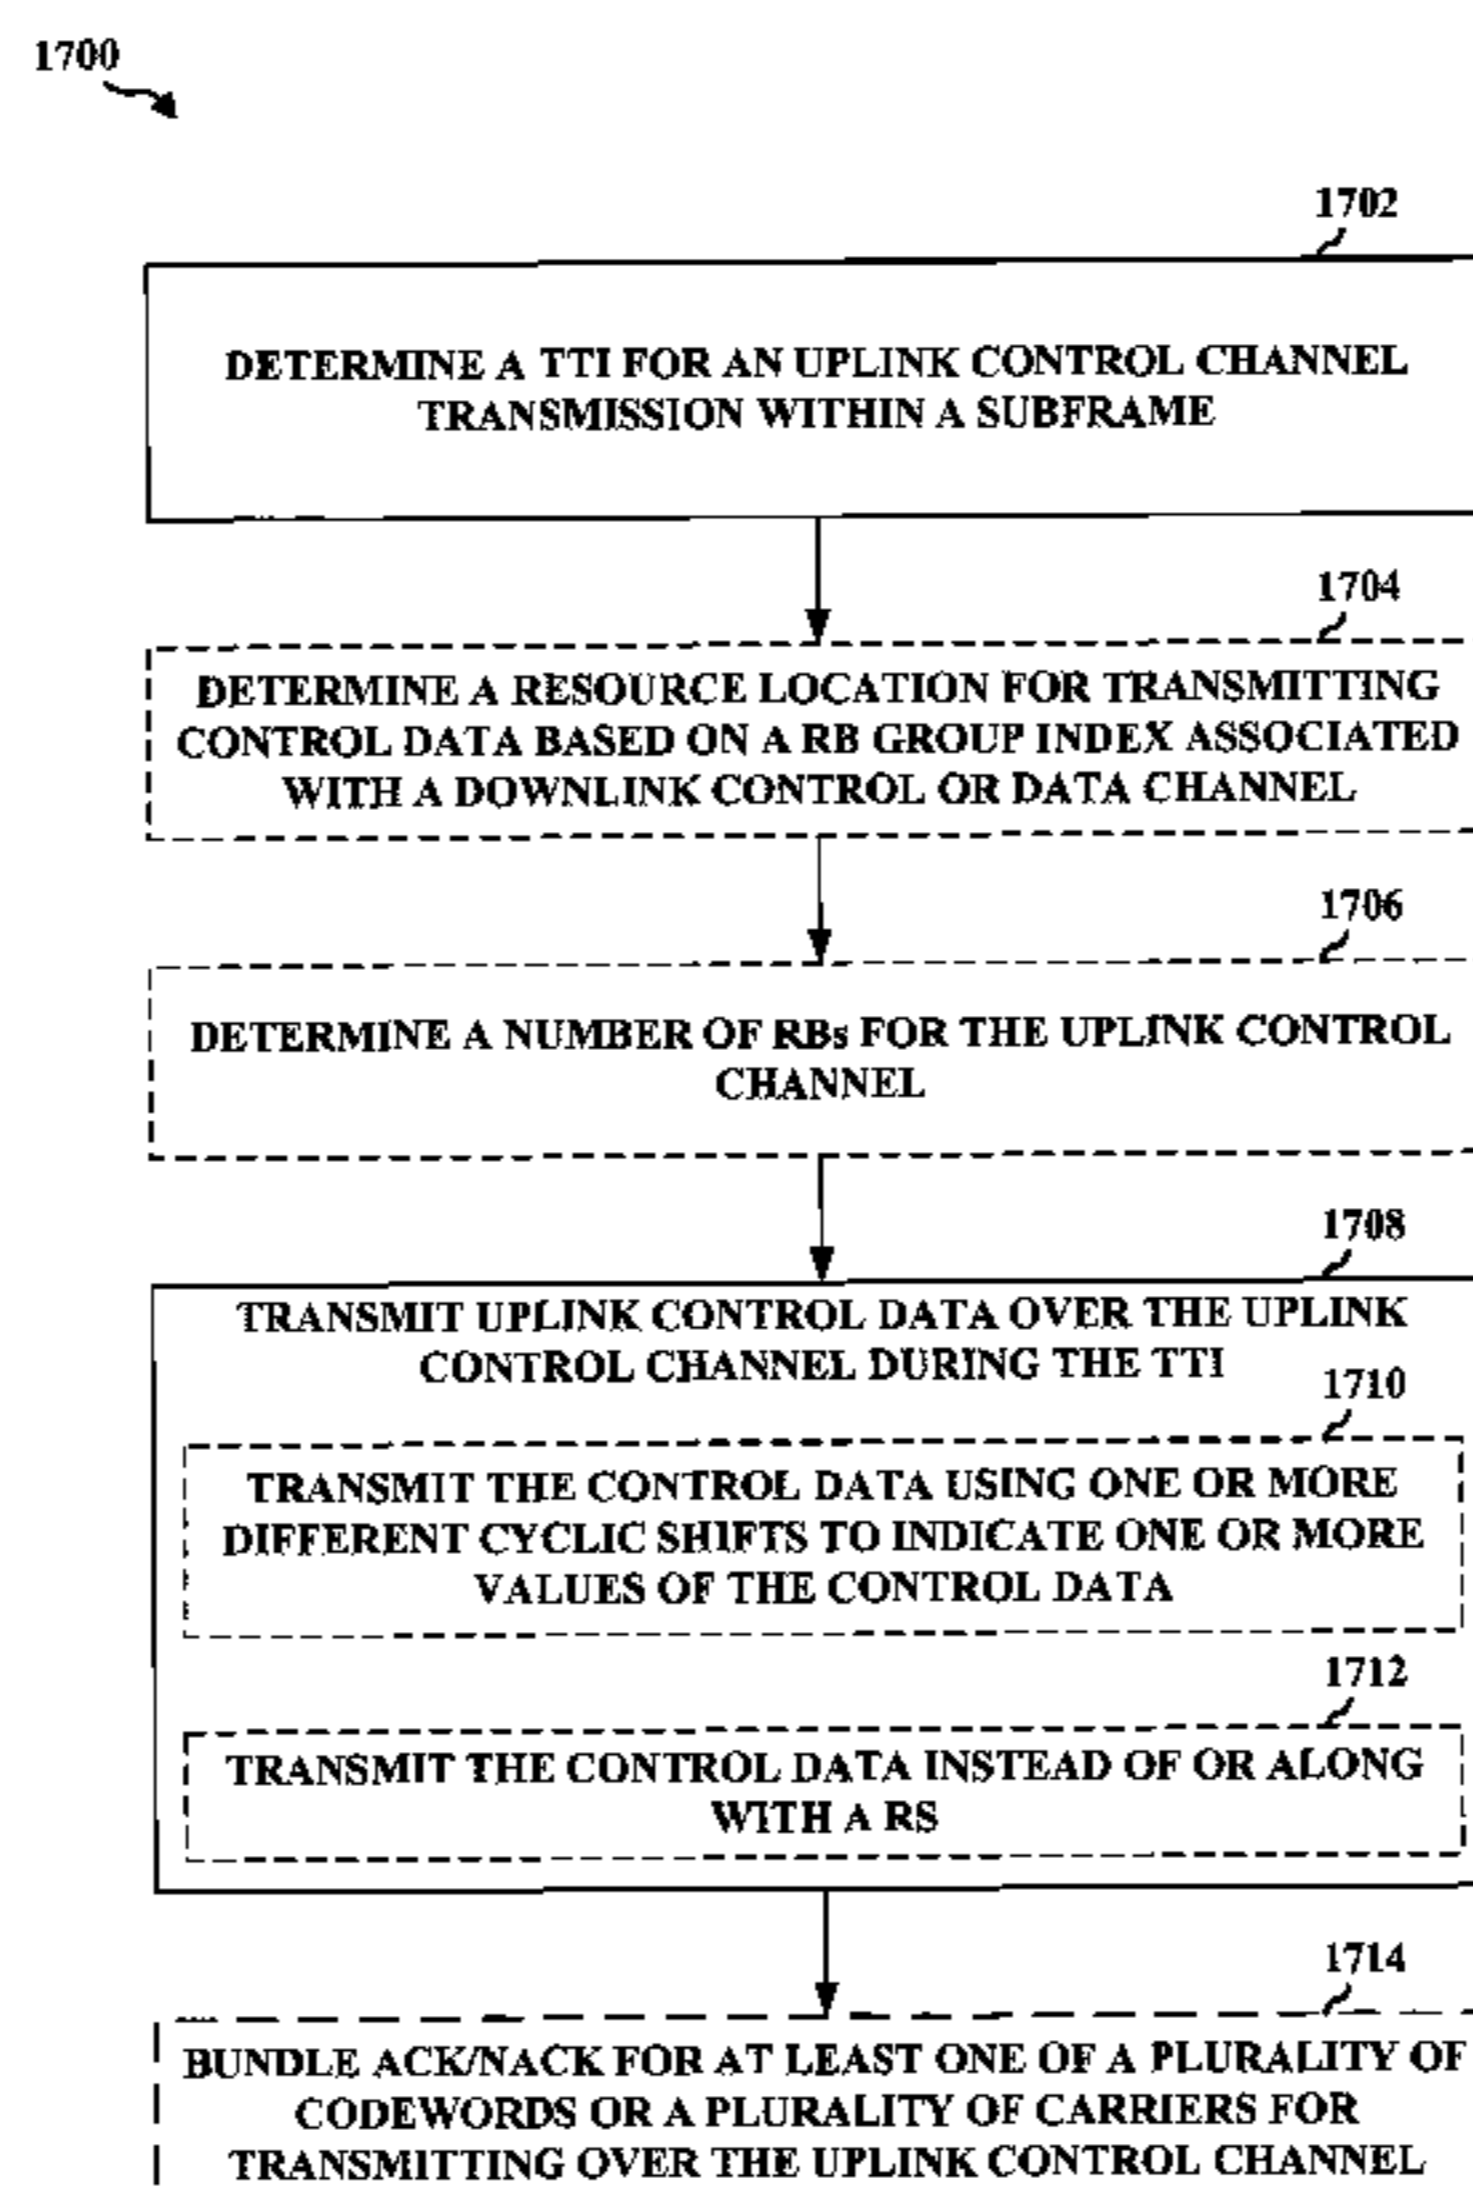 1700
1702
DETERMINE A TTI FOR AN UPLINK CONTROL CHANNEL
TRANSMISSION WITHIN A SUBFRAME
1704
DETERMINE A RESOURCE LOCATION FOR TRANSMITTING
CONTROL DATA BASED ON A RB GROUP INDEX ASSOCIATED
WITH A DOWNLINK CONTROL OR DATA CHANNEL
1706
DETERMINE A NUMBER OF RBs FOR THE UPLINK CONTROL
CHANNEL
1708
TRANSMIT UPLINK CONTROL DATA OVER THE UPLINK
CONTROL CHANNEL DURING THE TTI
1710
TRANSMIT THE CONTROL DATA USING ONE OR MORE
DIFFERENT CYCLIC SHIFTS TO INDICATE ONE OR MORE
VALUES OF THE CONTROL DATA
1712
TRANSMIT THE CONTROL DATA INSTEAD OF OR ALONG
WITH A RS
1714
BUNDLE ACK/NACK FOR AT LEAST ONE OF A PLURALITY OF
CODEWORDS OR A PLURALITY OF CARRIERS FOR
TRANSMITTING OVER THE UPLINK CONTROL CHANNEL